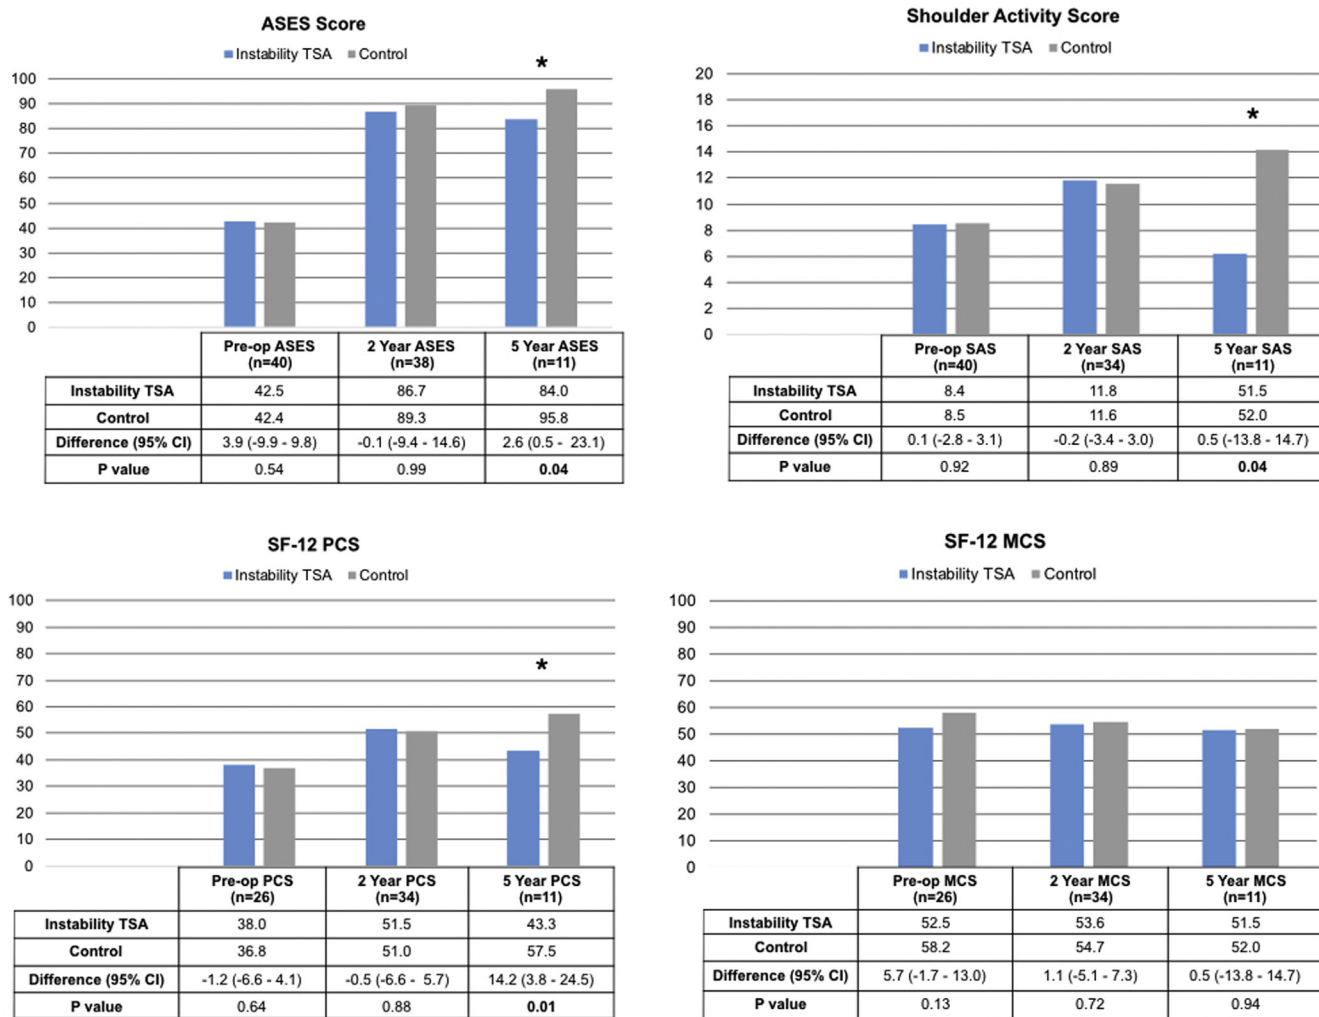 ASES Score
Instability TSA Control
*
100
90
80
70
60
50
40
30
20
10
0
Pre-op ASES 2 Year ASES 5 Year ASES
(n=40) (n=38) (n=11)
Instability TSA 42.5 86.7 84.0
Control 42.4 89.3 95.8
Difference (95% CI) 3.9 (-9.9 - 9.8) -0.1 (-9.4 - 14.6) 2.6 (0.5 - 23.1)
P value 0.54 0.99 0.04
Shoulder Activity Score
Instability TSA Control
*
20
18
16
14
12
10
8
6
4
2
0
Pre-op SAS 2 Year SAS 5 Year SAS
(n=40) (n=34) (n=11)
Instability TSA 8.4 11.8 51.5
Control 8.5 11.6 52.0
Difference (95% CI) 0.1 (-2.8 - 3.1) -0.2 (-3.4 - 3.0) 0.5 (-13.8 - 14.7)
P value 0.92 0.89 0.04
SF-12 PCS
Instability TSA Control
*
100
90
80
70
60
50
40
30
20
10
0
Pre-op PCS 2 Year PCS 5 Year PCS
(n=26) (n=34) (n=11)
Instability TSA 38.0 51.5 43.3
Control 36.8 51.0 57.5
Difference (95% CI) -1.2 (-6.6 - 4.1) -0.5 (-6.6 - 5.7) 14.2 (3.8 - 24.5)
P value 0.64 0.88 0.01
SF-12 MCS
Instability TSA Control
100
90
80
70
60
50
40
30
20
10
0
Pre-op MCS 2 Year MCS 5 Year MCS
(n=26) (n=34) (n=11)
Instability TSA 52.5 53.6 51.5
Control 58.2 54.7 52.0
Difference (95% CI) 5.7 (-1.7 - 13.0) 1.1 (-5.1 - 7.3) 0.5 (-13.8 - 14.7)
P value 0.13 0.72 0.94